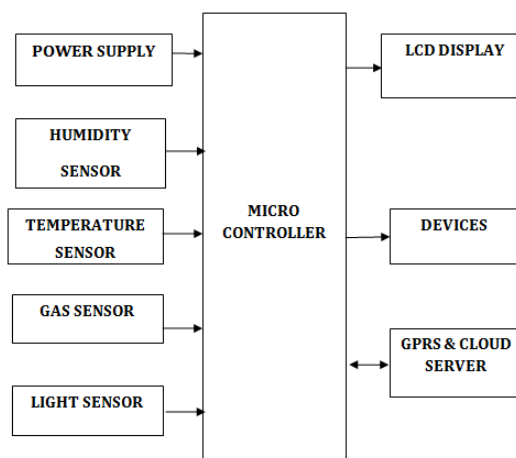 POWER SUPPLY
HUMIDITY
SENSOR
TEMPERATURE
SENSOR
GAS SENSOR
LIGHT SENSOR
MICRO
CONTROLLER
LCD DISPLAY
DEVICES
GPRS & CLOUD
SERVER